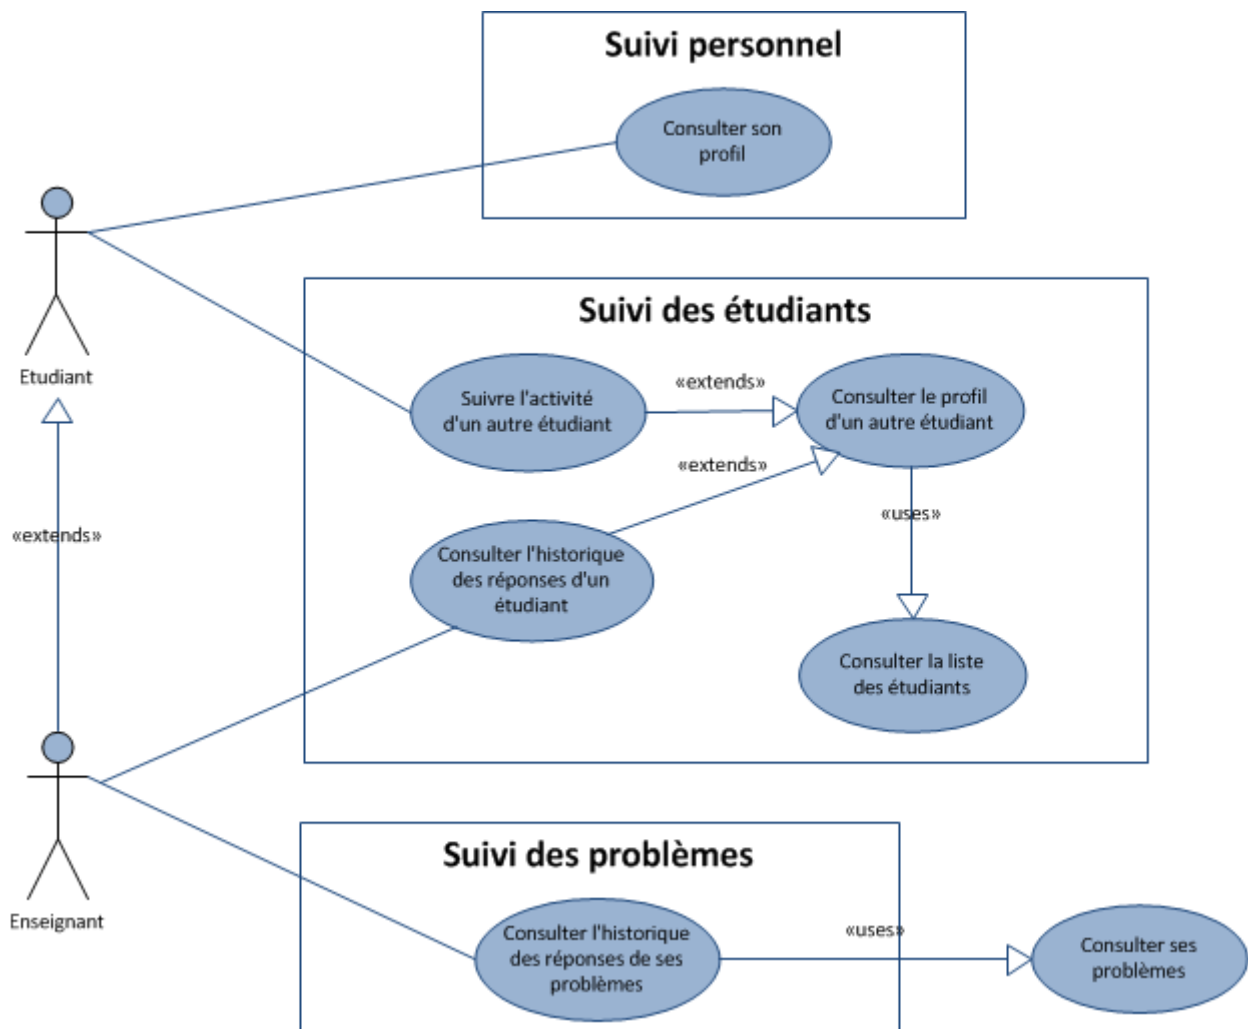 Suivi personnel
Consulter son
profil
Etudiant
Suivi des étudiants
Suivre l'activité
d'un autre étudiant
«extends»
Consulter le profil
d'un autre étudiant
«extends»
«uses»
«extends»
Consulter l'historique
des réponses d'un
étudiant
Consulter la liste
des étudiants
Enseignant
Suivi des problèmes
Consulter l'historique
des réponses de ses
problèmes
«uses»
Consulter ses
problèmes